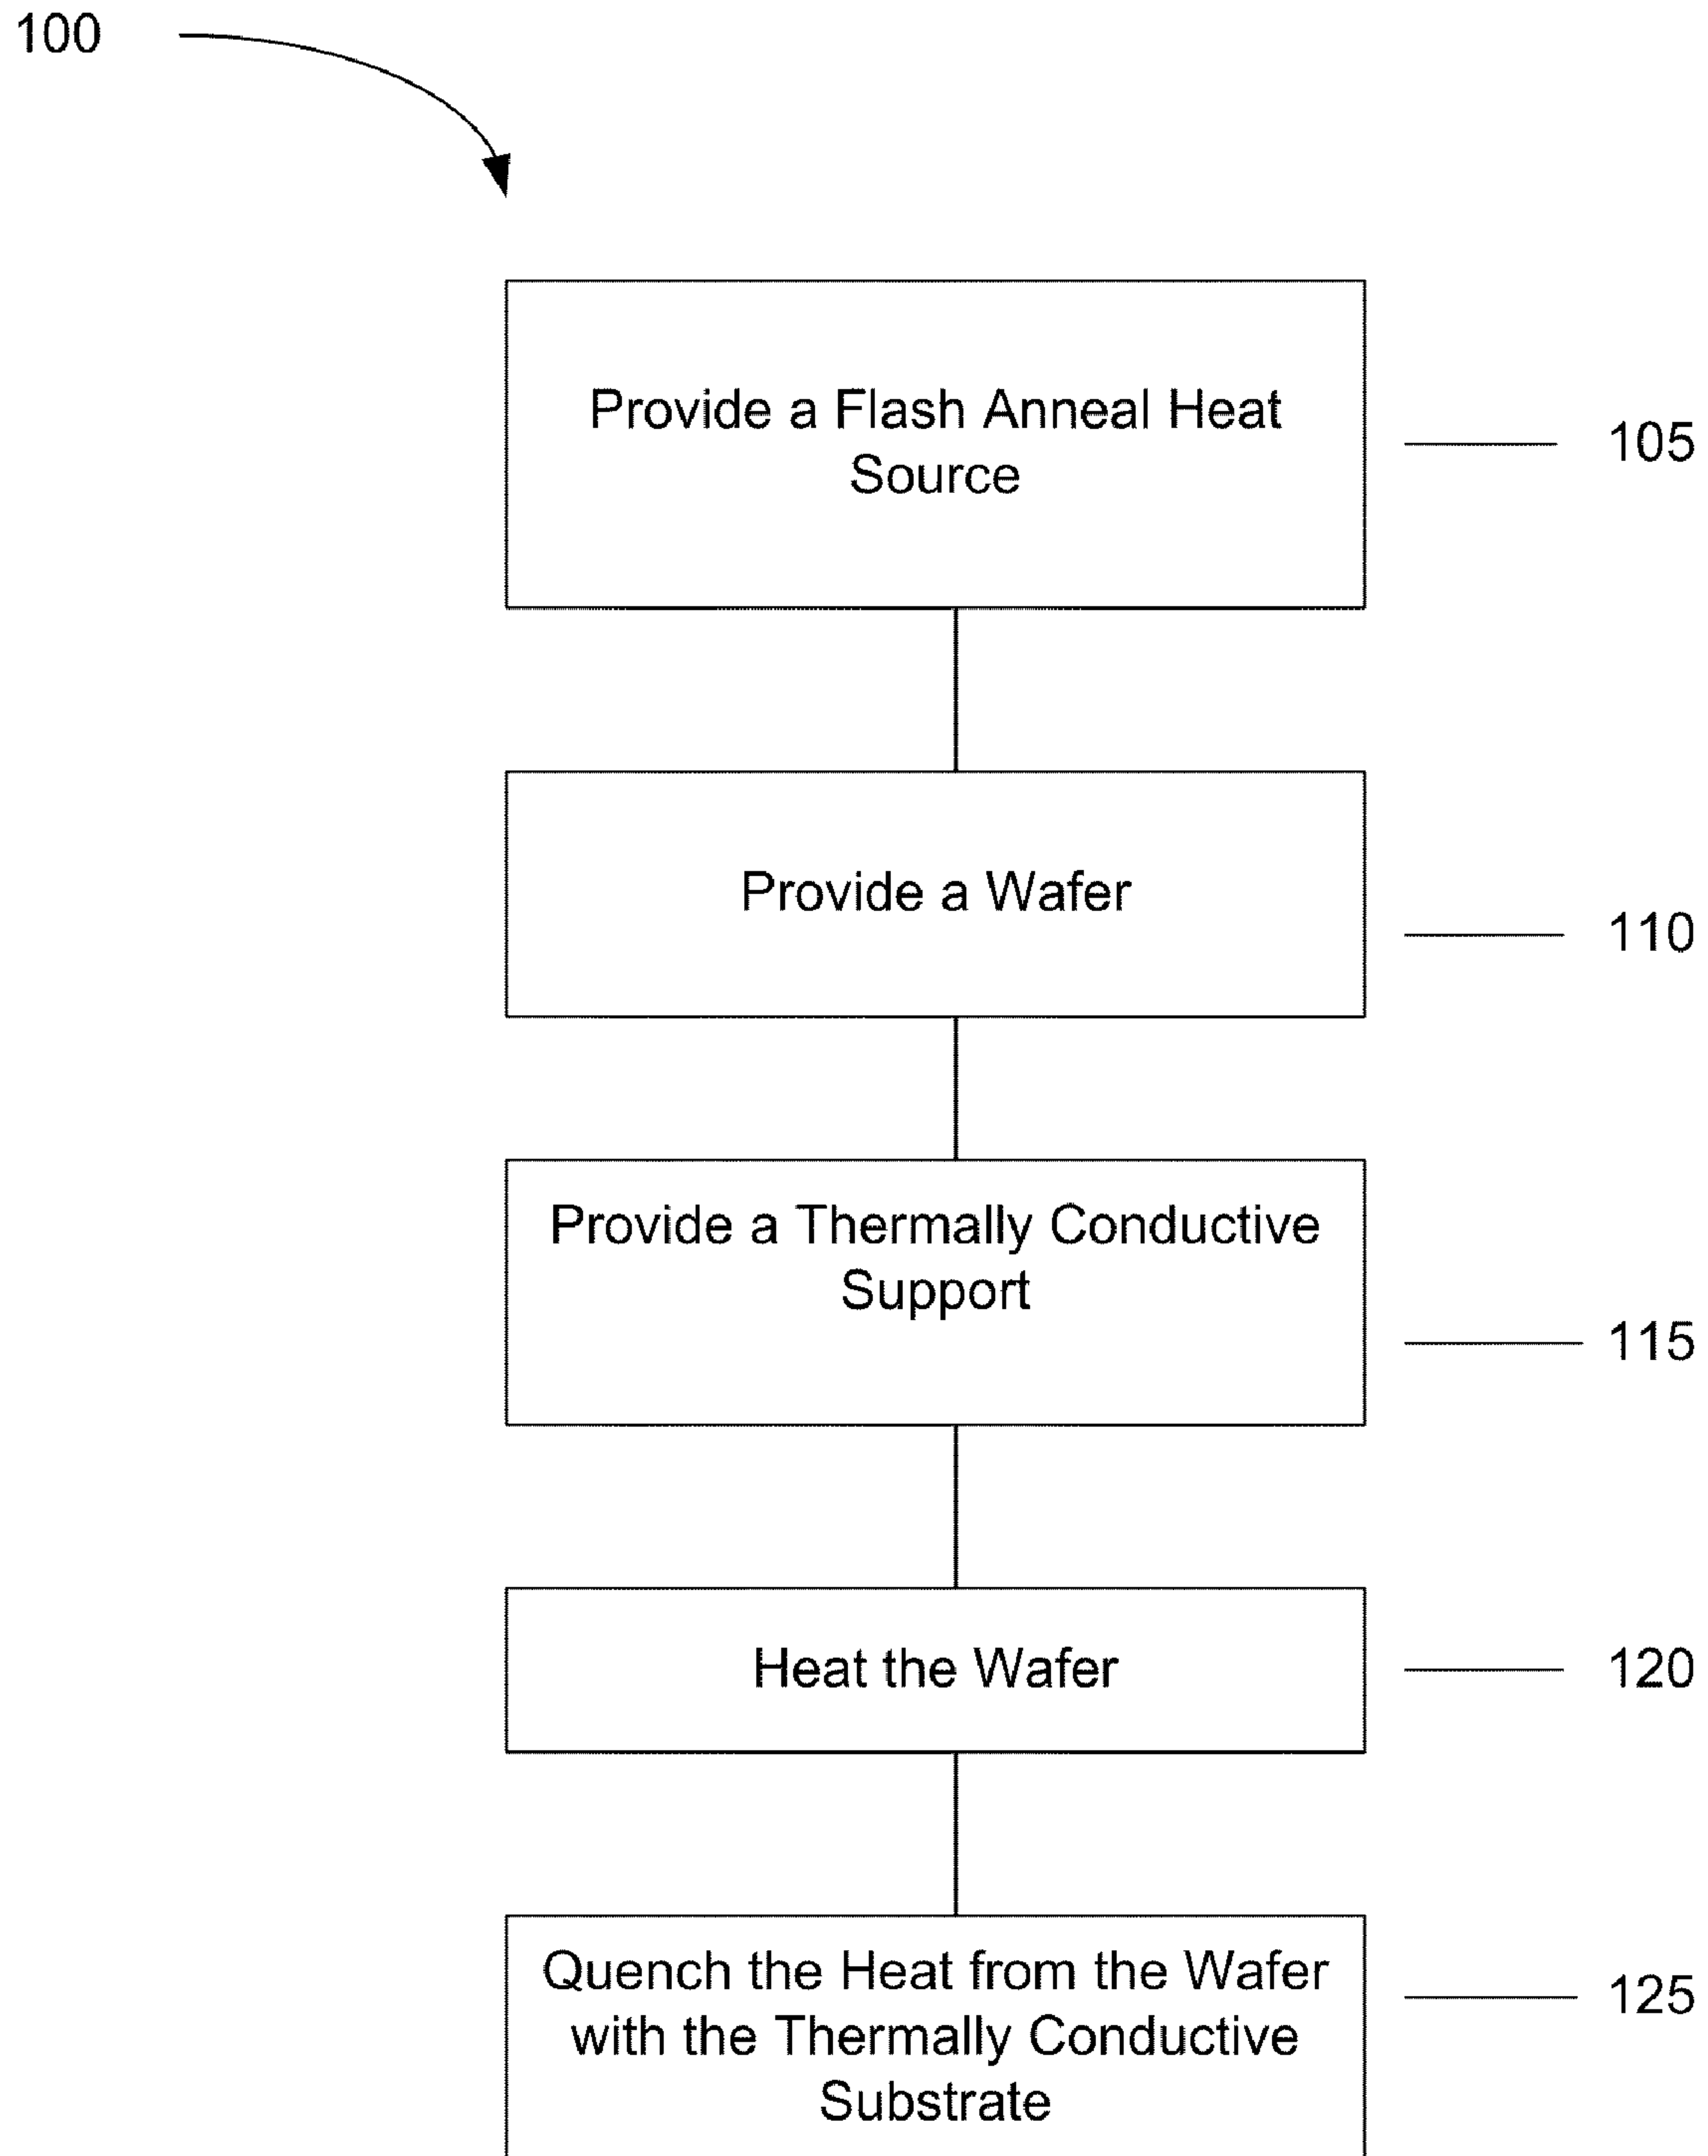 100
Provide a Flash Anneal Heat
Source
105
Provide a Wafer
110
Provide a Thermally Conductive
Support
115
Heat the Wafer
120
Quench the Heat from the Wafer
with the Thermally Conductive
Substrate
125